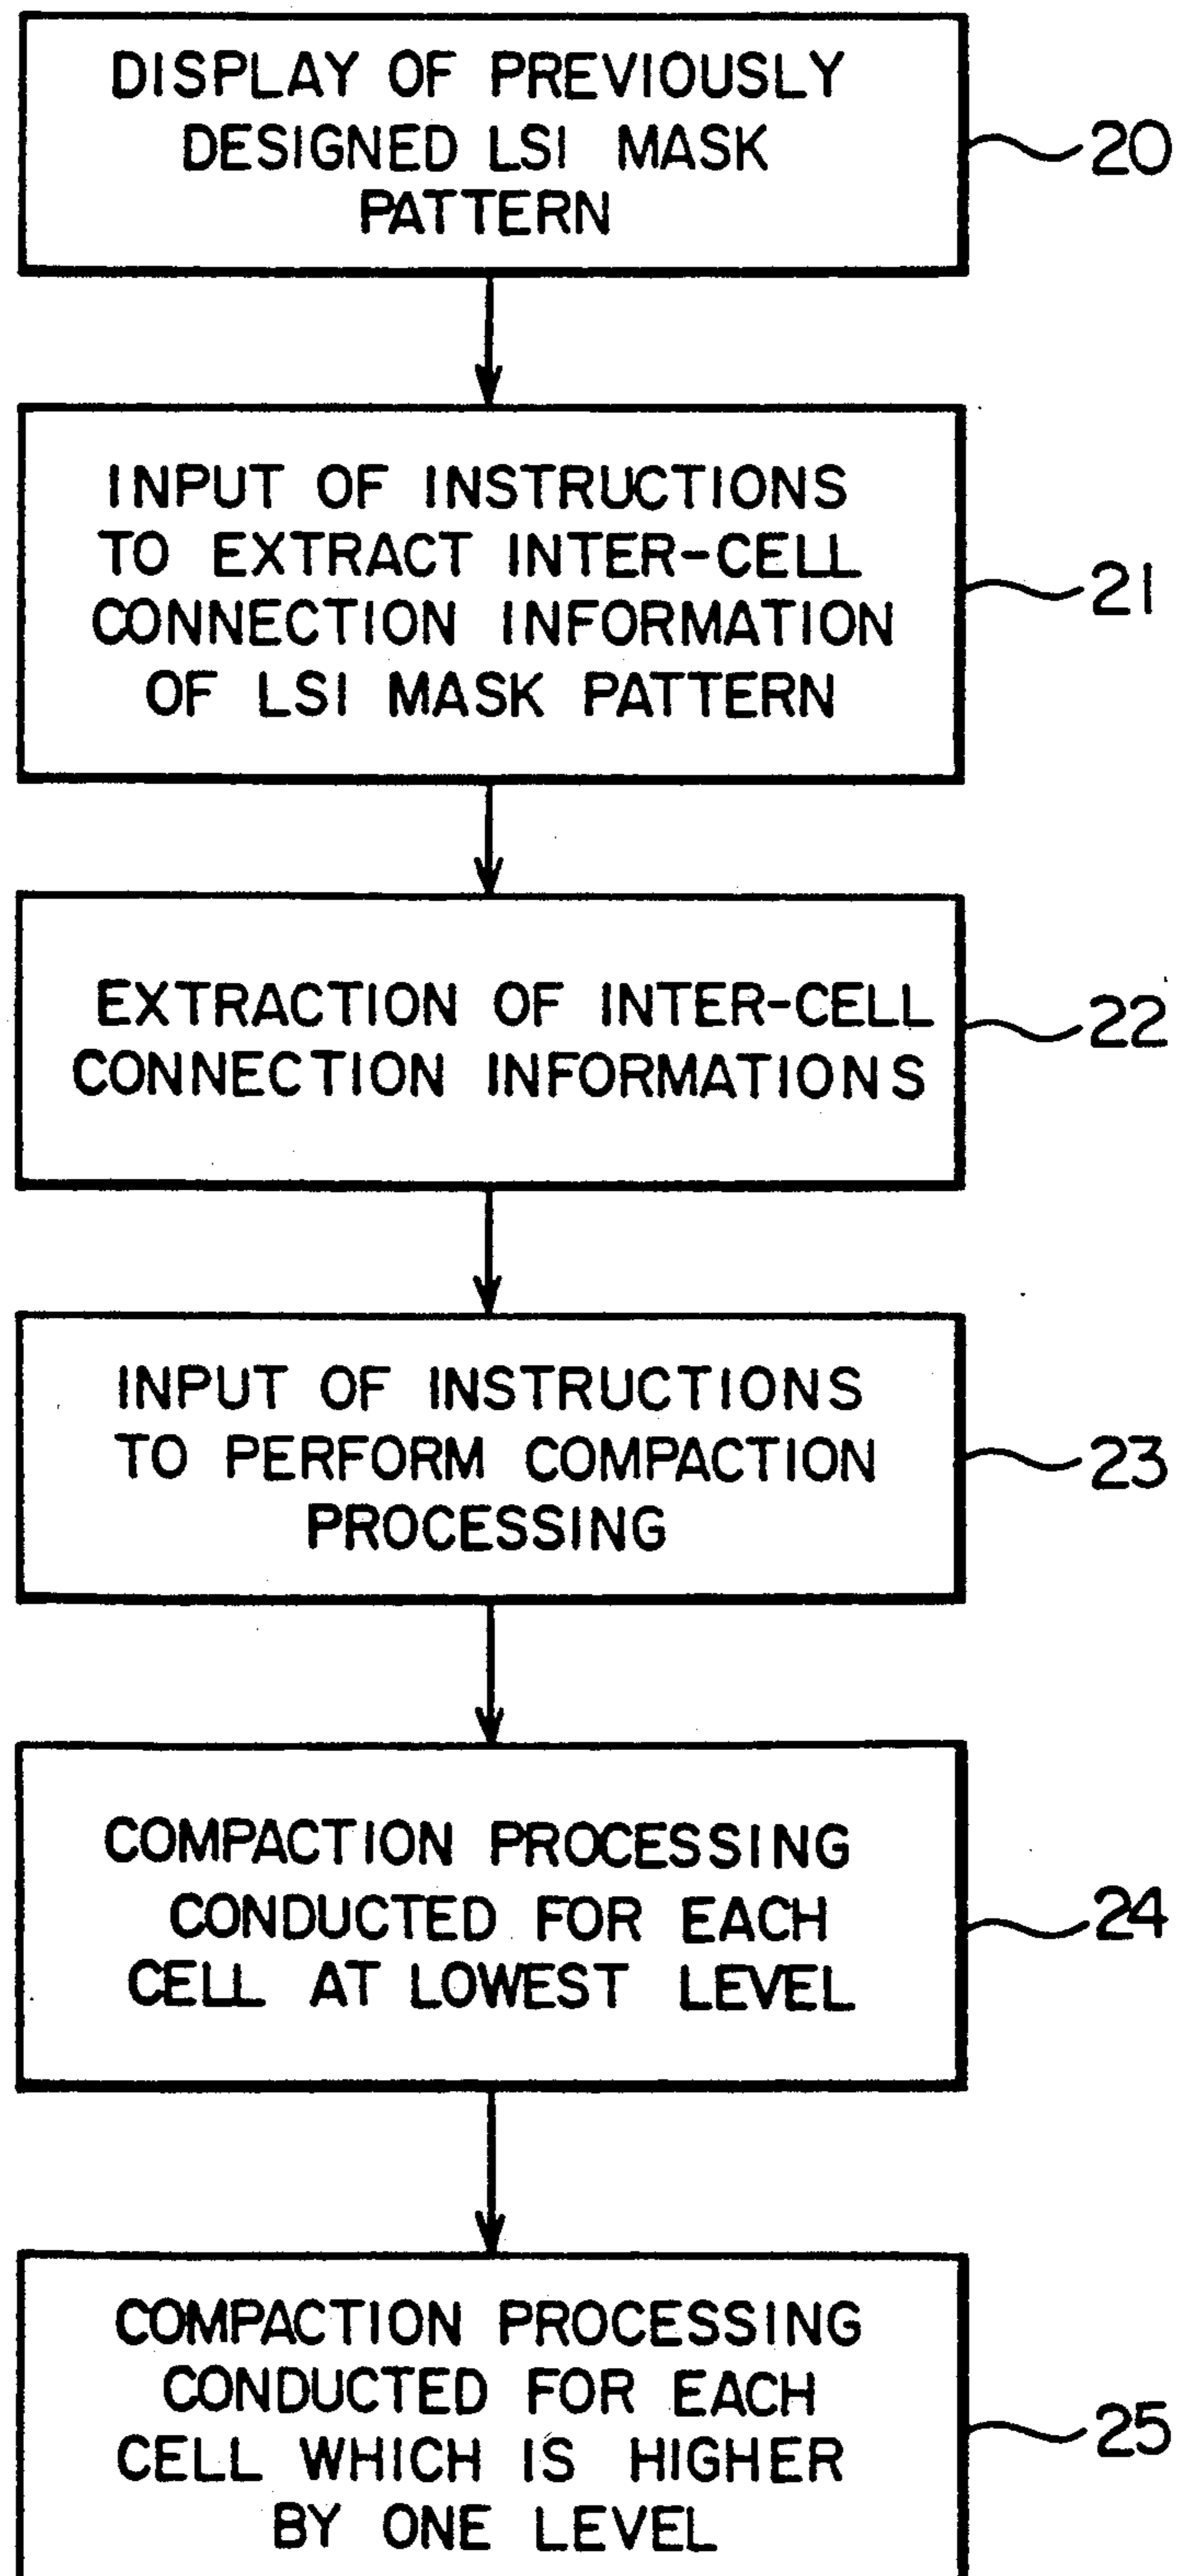 DISPLAY OF PREVIOUSLY
DESIGNED LSI MASK
PATTERN
20
INPUT OF INSTRUCTIONS
TO EXTRACT INTER-CELL
CONNECTION INFORMATION
OF LSI MASK PATTERN
21
EXTRACTION OF INTER-CELL
CONNECTION INFORMATIONS
22
INPUT OF INSTRUCTIONS
TO PERFORM COMPACTION
PROCESSING
23
COMPACTION PROCESSING
CONDUCTED FOR EACH
CELL AT LOWEST LEVEL
24
COMPACTION PROCESSING
CONDUCTED FOR EACH
CELL WHICH IS HIGHER
BY ONE LEVEL
25